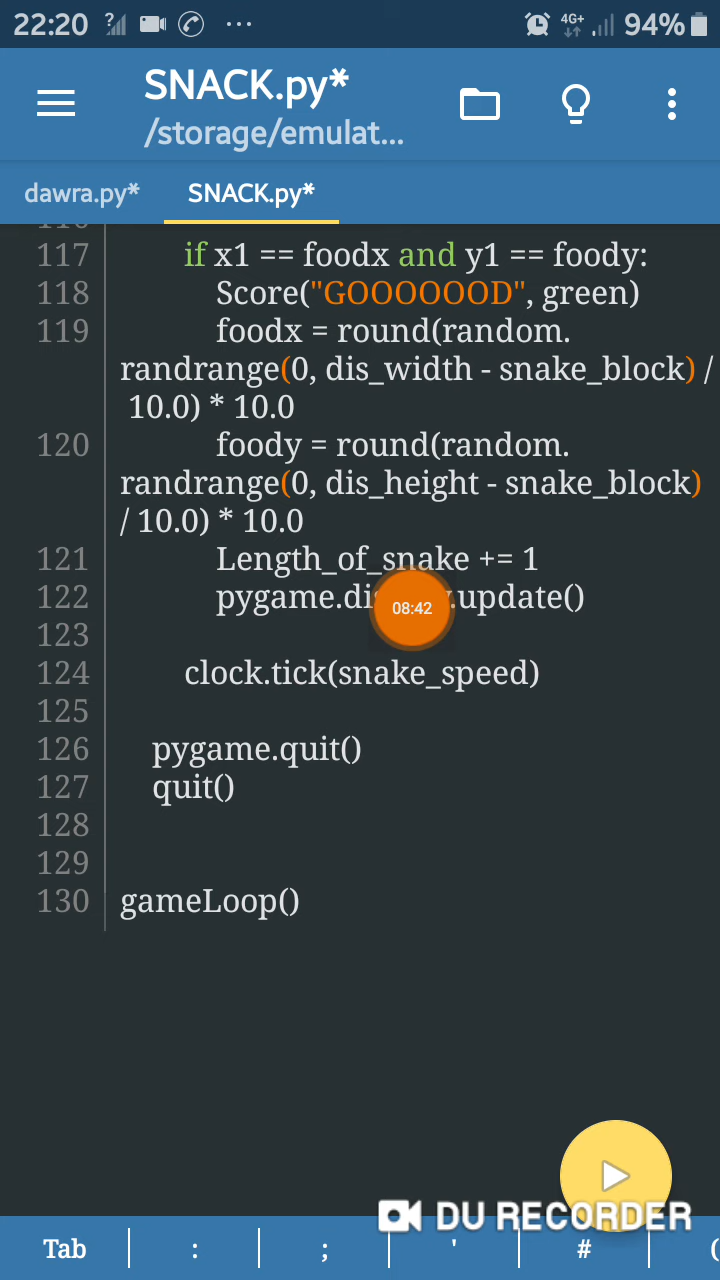 22:20 ? ... 4G+ 94%
SNACK.py*
/storage/emulat...
dawra.py* SNACK.py*
117 if x1 == foodx and y1 == foody:
118 Score("GOOOOOOD", green)
119 foodx = round(random.
randrange(0, dis_width - snake_block) /
10.0) * 10.0
120 foody = round(random.
randrange(0, dis_height - snake_block)
/ 10.0) * 10.0
121 Length_of_snake += 1
122 pygame.di .update()
08:42
123
124 clock.tick(snake_speed)
125
126 pygame.quit()
127 quit()
128
129
130 gameLoop()
DU RECORDER
Tab : ; ' # (